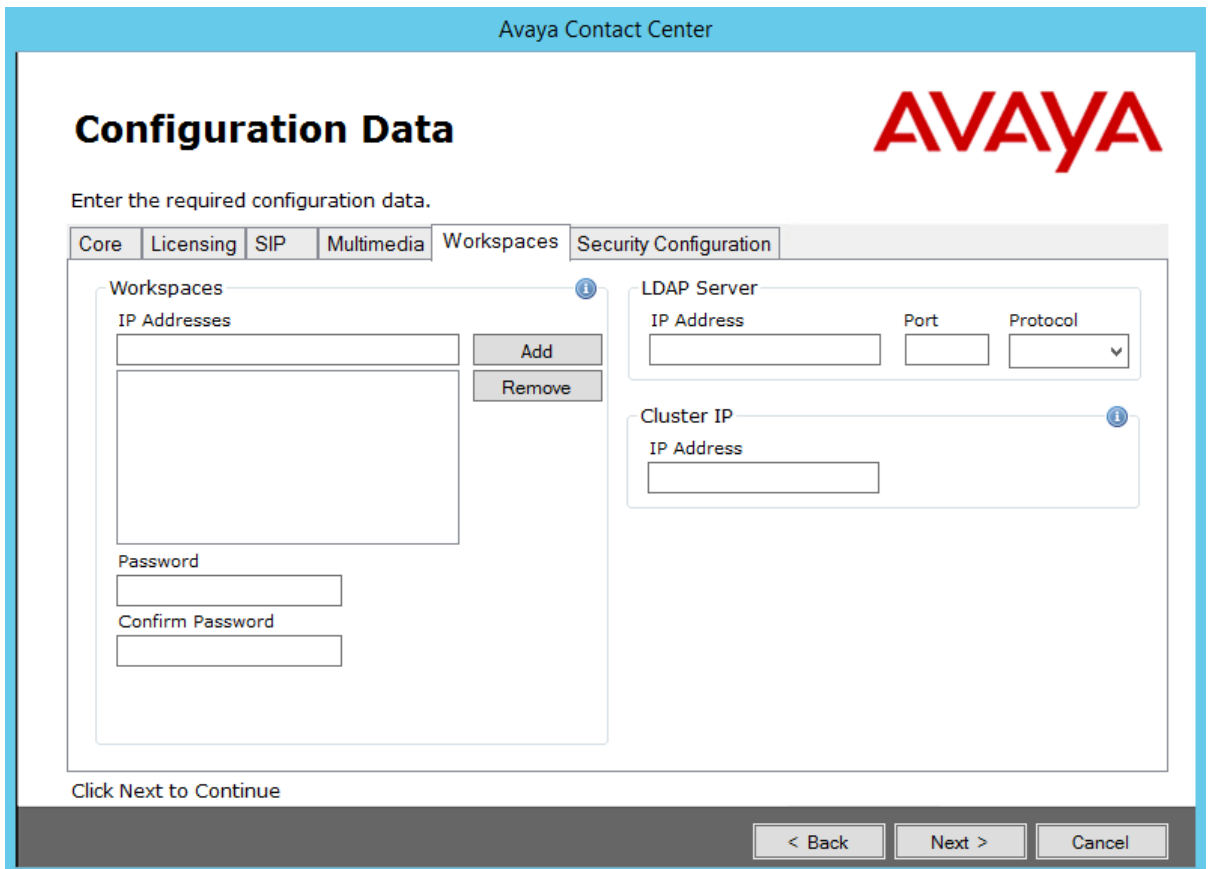 Avaya Contact Center
Configuration Data
AVAYA
Enter the required configuration data.
Core Licensing SIP Multimedia Workspaces Security Configuration
Workspaces
IP Addresses
Add
Remove
Password
Confirm Password
LDAP Server
IP Address Port Protocol
Cluster IP
IP Address
Click Next to Continue
< Back Next > Cancel